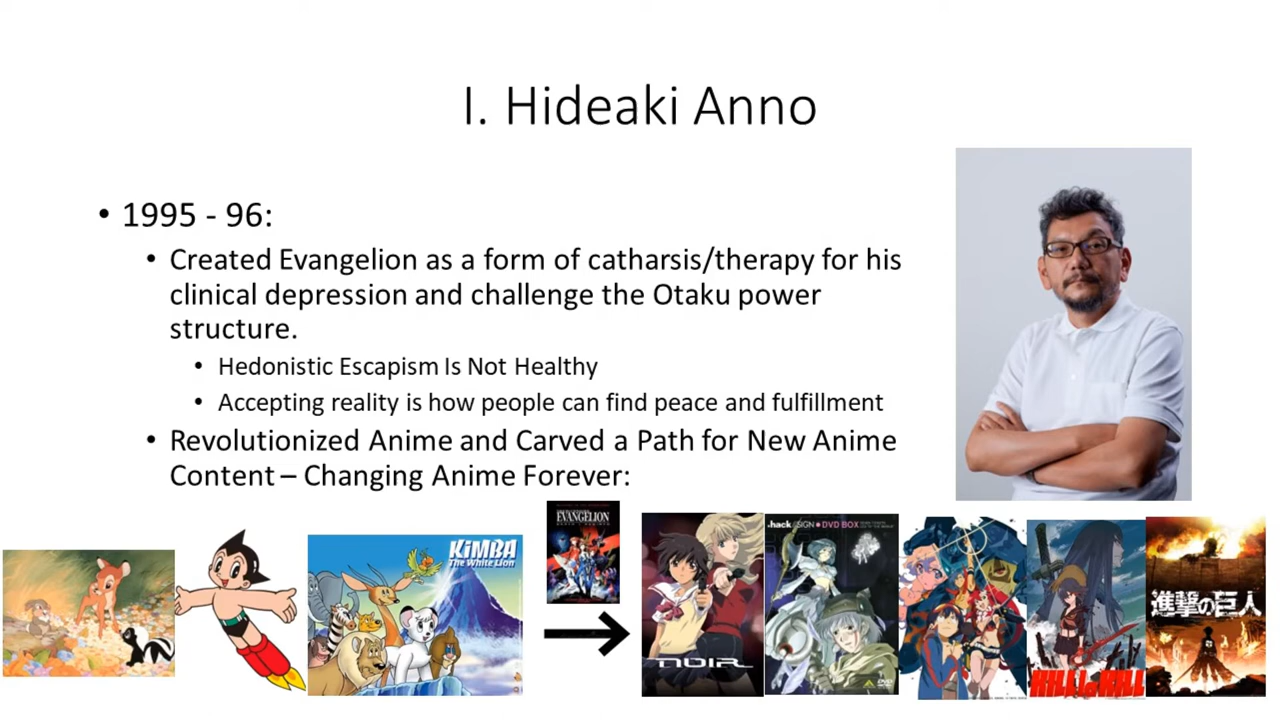 I. Hideaki Anno
• 1995 - 96:
• Created Evangelion as a form of catharsis/therapy for his
clinical depression and challenge the Otaku power
structure.
• Hedonistic Escapism Is Not Healthy
• Accepting reality is how people can find peace and fulfillment
• Revolutionized Anime and Carved a Path for New Anime
Content – Changing Anime Forever:
KiMBA
The White Lion
EVANGELION
NOIR
.hack//SIGN ● DVD BOX
DVD
KILL la KILL
進撃の巨人